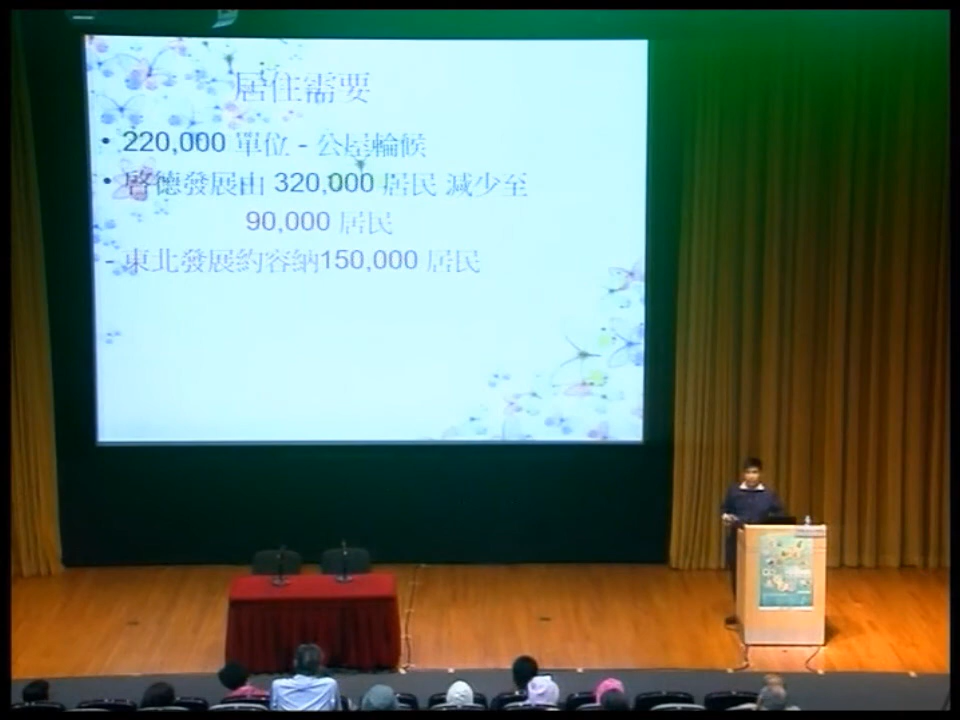 居住需要
• 220,000 單位 - 公屋輪候
• 啓德發展由 320,000 居民 減少至
90,000 居民
- 東北發展約容納150,000 居民